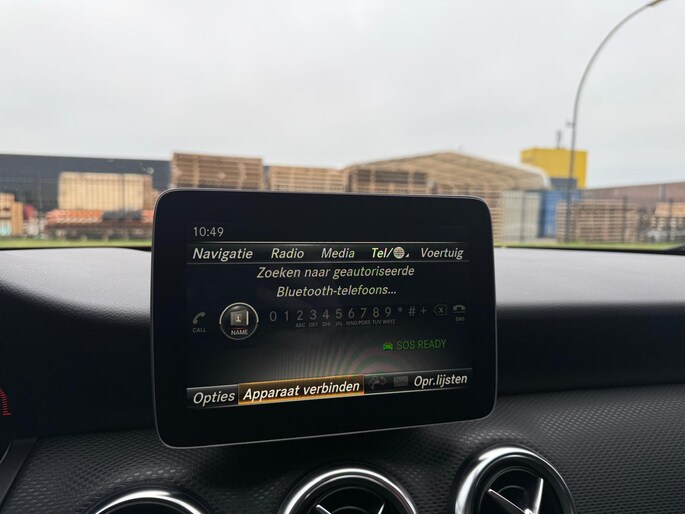 10:49
Navigatie Radio Media Tel/ Voertuig
Zoeken naar geautoriseerde
Bluetooth-telefoons...
0 1 2 3 4 5 6 7 8 9 * # +
ABC DEF GHI JKL MNO PQRS TUV WXYZ
CALL NAME END
SOS READY
Opties Apparaat verbinden Opr.lijsten